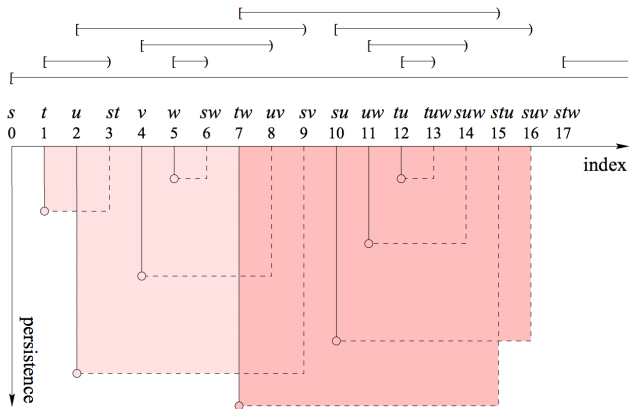 s t u st v w sw tw uv sv su uw tu tuw suw stu suv stw
0 1 2 3 4 5 6 7 8 9 10 11 12 13 14 15 16 17
index
persistence